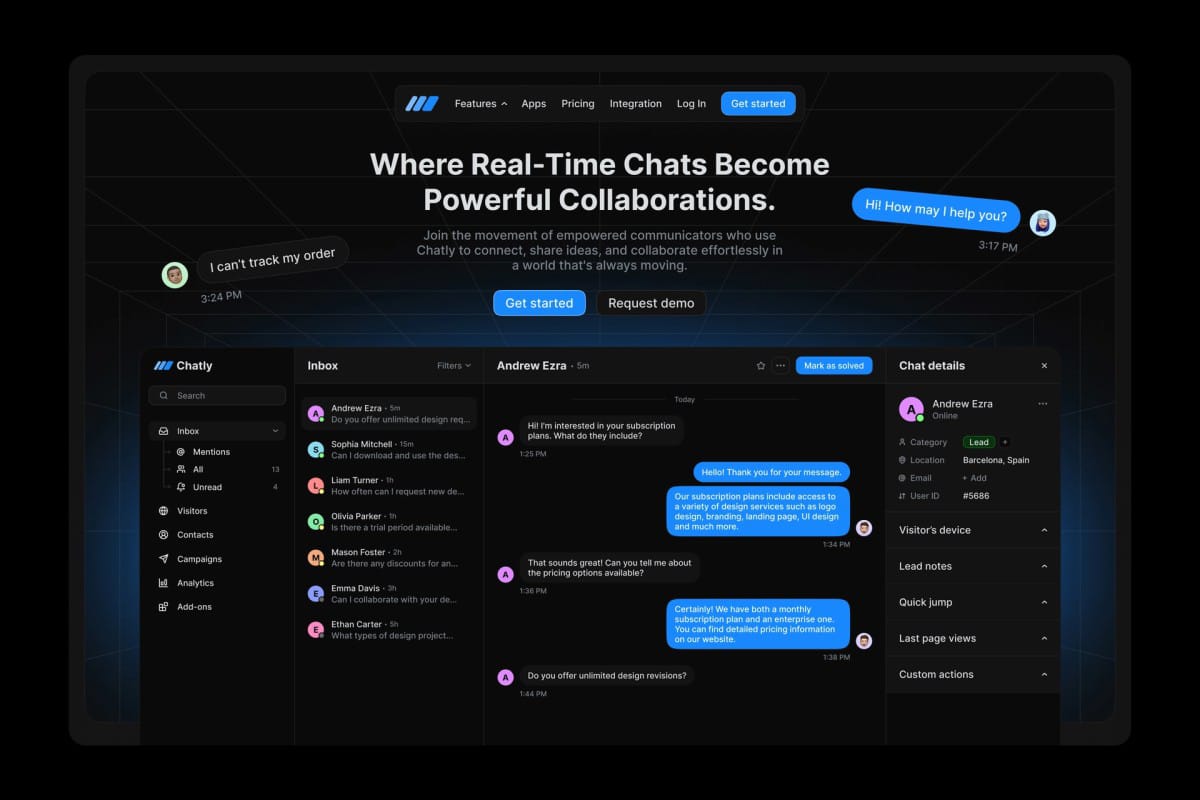 Features
Apps
Pricing
Integration
Log In
Get started
Where Real-Time Chats Become
Powerful Collaborations.
Join the movement of empowered communicators who use
Chatly to connect, share ideas, and collaborate effortlessly in
a world that's always moving.
Hi! How may I help you?
3:17 PM
I can't track my order
3:24 PM
Get started
Request demo
Chatly
Search
Inbox
Mentions
All 13
Unread 4
Visitors
Contacts
Campaigns
Analytics
Add-ons
Inbox
Filters
Andrew Ezra • 5m
Do you offer unlimited design req...
Sophia Mitchell • 15m
Can I download and use the des...
Liam Turner • 1h
How often can I request new de...
Olivia Parker • 1h
Is there a trial period available...
Mason Foster • 2h
Are there any discounts for an...
Emma Davis • 3h
Can I collaborate with your de...
Ethan Carter • 5h
What types of design project...
A
S
L
O
M
E
E
Andrew Ezra • 5m
Mark as solved
Today
A
Hi! I'm interested in your subscription
plans. What do they include?
1:25 PM
Hello! Thank you for your message.
Our subscription plans include access to
a variety of design services such as logo
design, branding, landing page, UI design
and much more.
1:34 PM
A
That sounds great! Can you tell me about
the pricing options available?
1:36 PM
Certainly! We have both a monthly
subscription plan and an enterprise one.
You can find detailed pricing information
on our website.
1:38 PM
A
Do you offer unlimited design revisions?
1:44 PM
Chat details
A
Andrew Ezra
Online
Category Lead +
Location Barcelona, Spain
Email + Add
User ID #5686
Visitor's device
Lead notes
Quick jump
Last page views
Custom actions